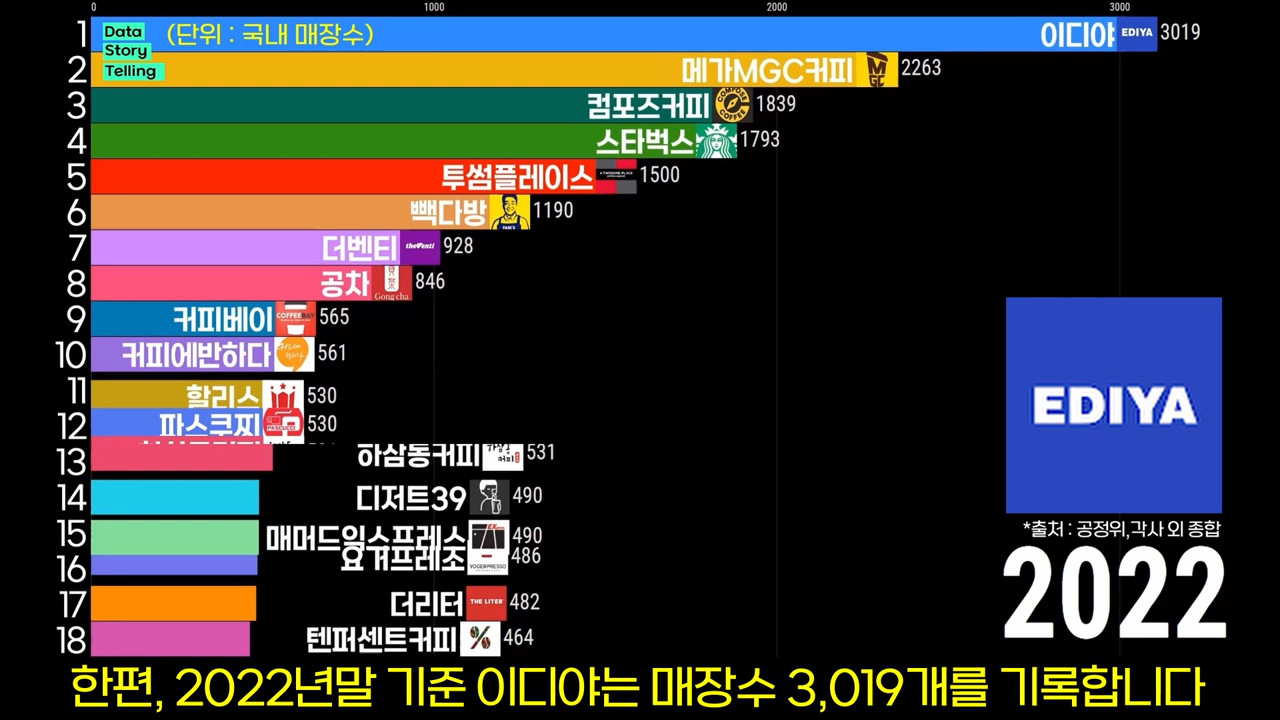 0 1000 2000 3000
Data
Story
Telling
(단위 : 국내 매장수)
1 이디야 EDIYA 3019
2 메가MGC커피 MGC 2263
3 컴포즈커피 COMPOSE COFFEE 1839
4 스타벅스 1793
5 투썸플레이스 A TWOSOME PLACE 1500
6 빽다방 PAIK'S 1190
7 더벤티 theVenti 928
8 공차 Gong cha 846
9 커피베이 COFFEEBAY 565
10 커피에반하다 561
11 할리스 530
12 파스쿠찌 PASCUCCI 530
13 하삼동커피 531
14 디저트39 490
15 매머드익스프레스 490
16 요거프레소 YOGERPRESSO 486
17 더리터 THE LITER 482
18 텐퍼센트커피 464
EDIYA
*출처 : 공정위,각사 외 종합
2022
한편, 2022년말 기준 이디야는 매장수 3,019개를 기록합니다